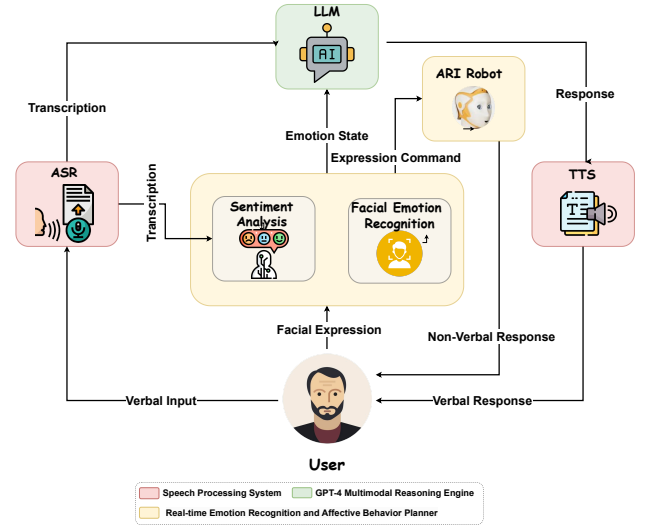 LLM
AI
ARI Robot
Transcription
Response
Emotion State
Expression Command
ASR
TTS
T
Transcription
Sentiment
Analysis
Facial Emotion
Recognition
Facial Expression
Non-Verbal Response
Verbal Input
Verbal Response
User
Speech Processing System
GPT-4 Multimodal Reasoning Engine
Real-time Emotion Recognition and Affective Behavior Planner